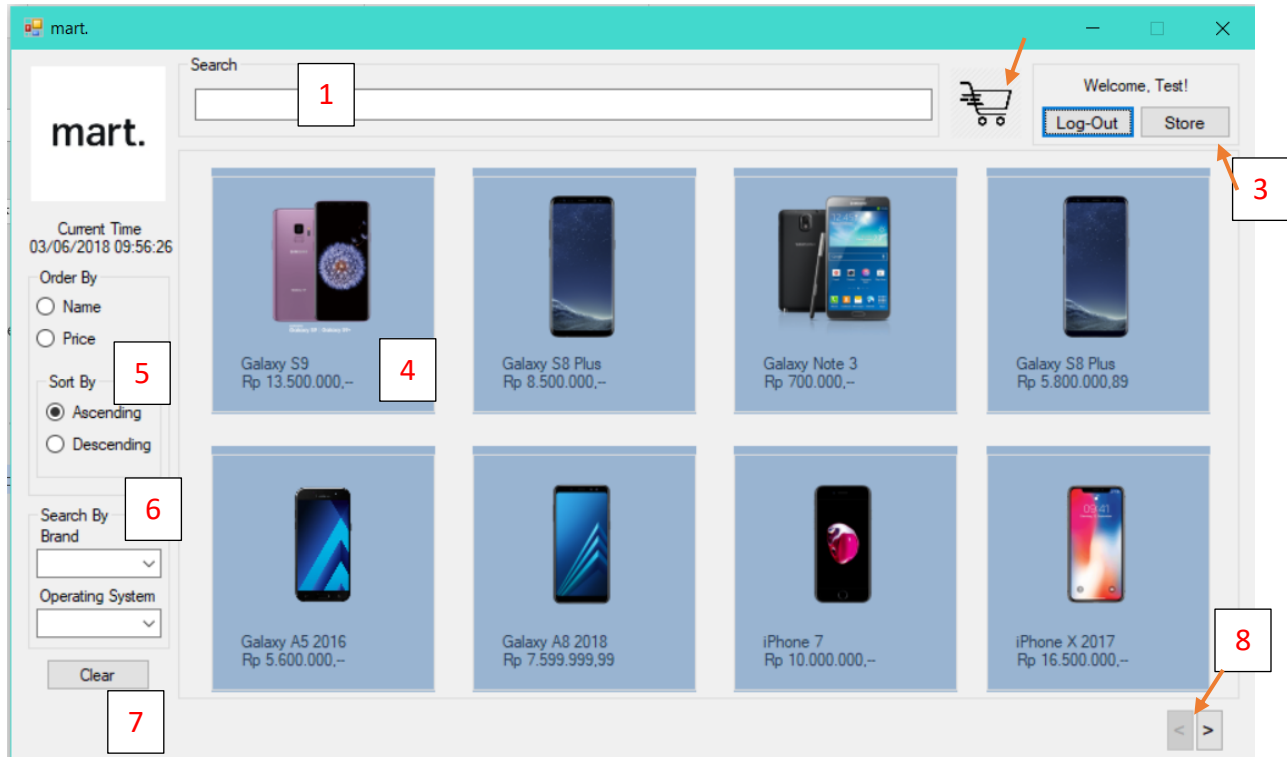 mart.
Search
1
Welcome, Test!
Log-Out
Store
3
mart.
Current Time
03/06/2018 09:56:26
Order By
Name
Price
5
Sort By
Ascending
Descending
6
Search By
Brand
Operating System
Clear
7
Galaxy S9
Rp 13.500.000,--
4
Galaxy S8 Plus
Rp 8.500.000,--
Galaxy Note 3
Rp 700.000,--
Galaxy S8 Plus
Rp 5.800.000,89
Galaxy A5 2016
Rp 5.600.000,--
Galaxy A8 2018
Rp 7.599.999,99
iPhone 7
Rp 10.000.000,--
09:41
iPhone X 2017
Rp 16.500.000,--
8
< >